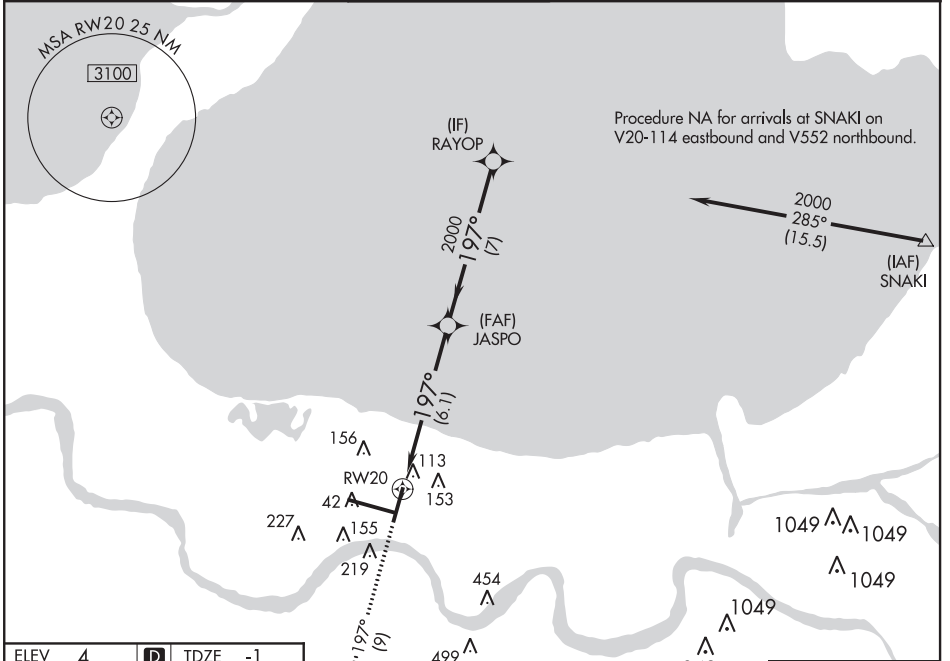 MSA RW20 25 NM
3100
Procedure NA for arrivals at SNAKI on
V20-114 eastbound and V552 northbound.
(IF)
RAYOP
2000
197°
(7)
2000
285°
(15.5)
(IAF)
SNAKI
(FAF)
JASPO
197°
(6.1)
156
113
RW20
153
42
227
155
219
1049
1049
1049
454
1049
197°
(9)
499
ELEV 4 D TDZE -1